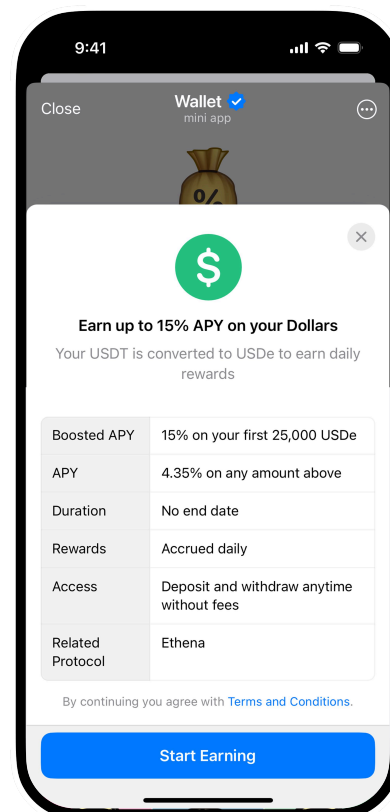 9:41
Close
Wallet
mini app
%
$
Earn up to 15% APY on your Dollars
Your USDT is converted to USDe to earn daily
rewards
Boosted APY 15% on your first 25,000 USDe
APY 4.35% on any amount above
Duration No end date
Rewards Accrued daily
Access Deposit and withdraw anytime
without fees
Related Ethena
Protocol
By continuing you agree with Terms and Conditions.
Start Earning